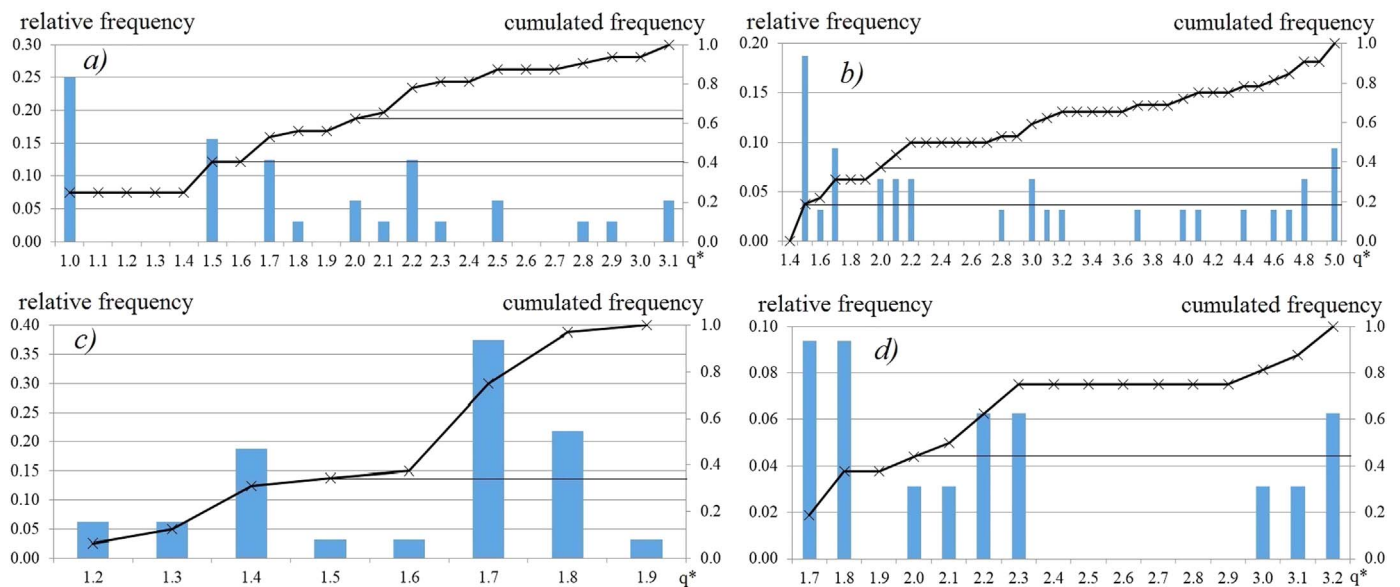 relative frequency cumulated frequency
a)
0.30 0.25 0.20 0.15 0.10 0.05 0.00
1.0 0.8 0.6 0.4 0.2 0.0
1.0 1.1 1.2 1.3 1.4 1.5 1.6 1.7 1.8 1.9 2.0 2.1 2.2 2.3 2.4 2.5 2.6 2.7 2.8 2.9 3.0 3.1
q*
relative frequency cumulated frequency
b)
0.20 0.15 0.10 0.05 0.00
1.0 0.8 0.6 0.4 0.2 0.0
1.4 1.6 1.8 2.0 2.2 2.4 2.6 2.8 3.0 3.2 3.4 3.6 3.8 4.0 4.2 4.4 4.6 4.8 5.0
q*
relative frequency cumulated frequency
c)
0.40 0.35 0.30 0.25 0.20 0.15 0.10 0.05 0.00
1.0 0.8 0.6 0.4 0.2 0.0
1.2 1.3 1.4 1.5 1.6 1.7 1.8 1.9
q*
relative frequency cumulated frequency
d)
0.10 0.08 0.06 0.04 0.02 0.00
1.0 0.8 0.6 0.4 0.2 0.0
1.7 1.8 1.9 2.0 2.1 2.2 2.3 2.4 2.5 2.6 2.7 2.8 2.9 3.0 3.1 3.2
q*